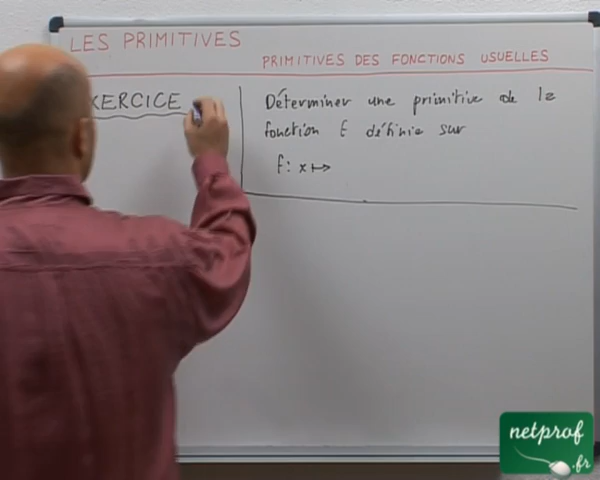 LES PRIMITIVES
PRIMITIVES DES FONCTIONS USUELLES
XERCICE
Déterminer une primitive de la
fonction f définie sur
f: x ↦
netprof
.fr